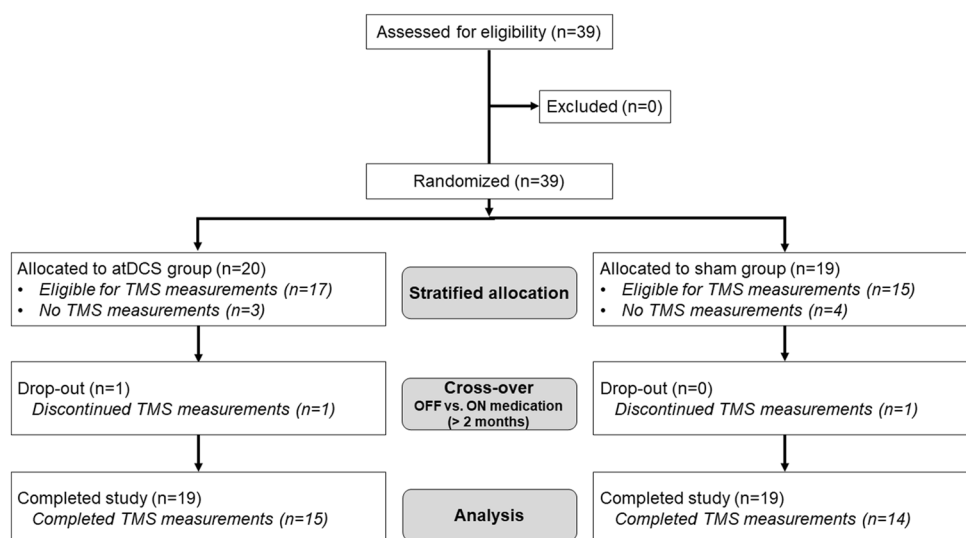 Assessed for eligibility (n=39)
Excluded (n=0)
Randomized (n=39)
Allocated to atDCS group (n=20)
• Eligible for TMS measurements (n=17)
• No TMS measurements (n=3)
Stratified allocation
Allocated to sham group (n=19)
• Eligible for TMS measurements (n=15)
• No TMS measurements (n=4)
Drop-out (n=1)
Discontinued TMS measurements (n=1)
Cross-over
OFF vs. ON medication
(> 2 months)
Drop-out (n=0)
Discontinued TMS measurements (n=1)
Completed study (n=19)
Completed TMS measurements (n=15)
Analysis
Completed study (n=19)
Completed TMS measurements (n=14)